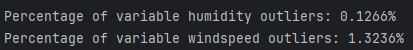 Percentage of variable humidity outliers: 0.1266%
Percentage of variable windspeed outliers: 1.3236%